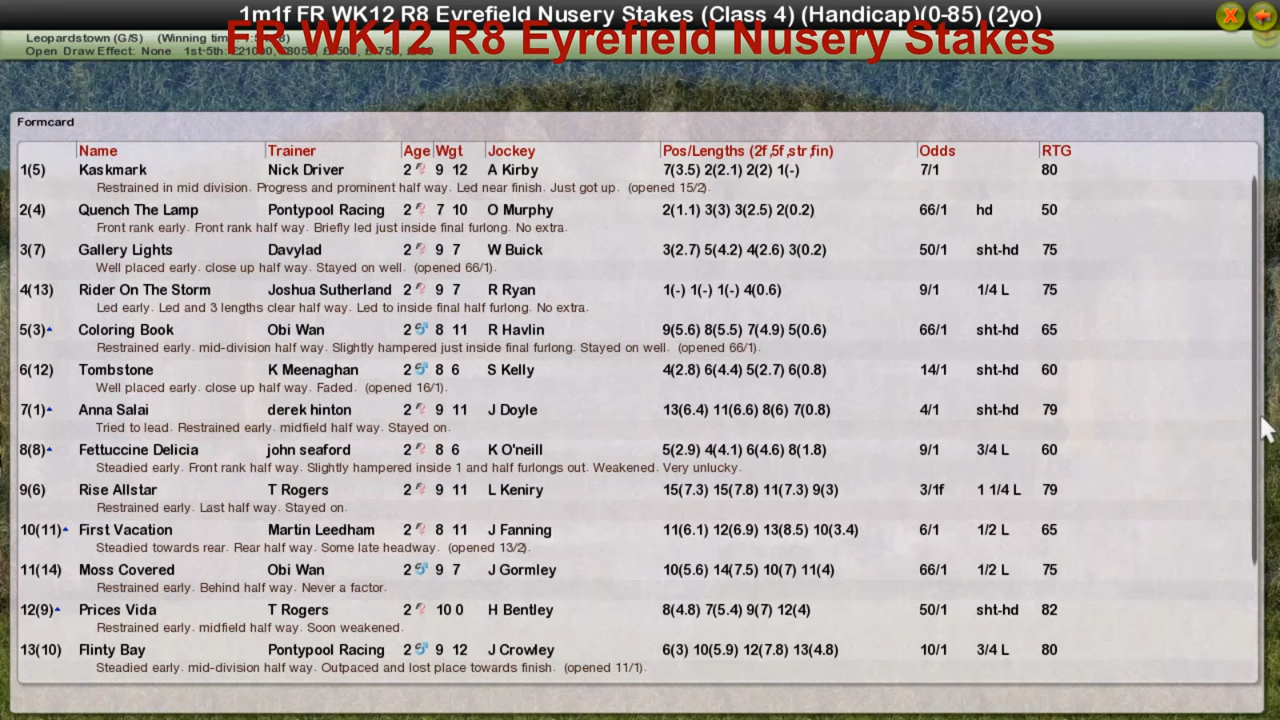 1m1f FR WK12 R8 Eyrefield Nusery Stakes (Class 4) (Handicap)(0-85) (2yo)
FR WK12 R8 Eyrefield Nusery Stakes
Leopardstown (G/S) (Winning time:
Open Draw Effect: None 1st-5th:
Formcard
Name Trainer Age Wgt Jockey Pos/Lengths (2f,5f,str,fin) Odds RTG
1(5) Kaskmark Nick Driver 2 9 12 A Kirby 7(3.5) 2(2.1) 2(2) 1(-) 7/1 80
Restrained in mid division. Progress and prominent half way. Led near finish. Just got up. (opened 15/2).
2(4) Quench The Lamp Pontypool Racing 2 7 10 O Murphy 2(1.1) 3(3) 3(2.5) 2(0.2) 66/1 hd 50
Front rank early. Front rank half way. Briefly led just inside final furlong. No extra.
3(7) Gallery Lights Davylad 2 9 7 W Buick 3(2.7) 5(4.2) 4(2.6) 3(0.2) 50/1 sht-hd 75
Well placed early. close up half way. Stayed on well. (opened 66/1).
4(13) Rider On The Storm Joshua Sutherland 2 9 7 R Ryan 1(-) 1(-) 1(-) 4(0.6) 9/1 1/4 L 75
Led early. Led and 3 lengths clear half way. Led to inside final half furlong. No extra.
5(3) Coloring Book Obi Wan 2 8 11 R Havlin 9(5.6) 8(5.5) 7(4.9) 5(0.6) 66/1 sht-hd 65
Restrained early. mid-division half way. Slightly hampered just inside final furlong. Stayed on well. (opened 66/1).
6(12) Tombstone K Meenaghan 2 8 6 S Kelly 4(2.8) 6(4.4) 5(2.7) 6(0.8) 14/1 sht-hd 60
Well placed early. close up half way. Faded. (opened 16/1).
7(1) Anna Salai derek hinton 2 9 11 J Doyle 13(6.4) 11(6.6) 8(6) 7(0.8) 4/1 sht-hd 79
Tried to lead. Restrained early. midfield half way. Stayed on.
8(8) Fettuccine Delicia john seaford 2 8 6 K O'neill 5(2.9) 4(4.1) 6(4.6) 8(1.8) 9/1 3/4 L 60
Steadied early. Front rank half way. Slightly hampered inside 1 and half furlongs out. Weakened. Very unlucky.
9(6) Rise Allstar T Rogers 2 9 11 L Keniry 15(7.3) 15(7.8) 11(7.3) 9(3) 3/1f 1 1/4 L 79
Restrained early. Last half way. Stayed on.
10(11) First Vacation Martin Leedham 2 8 11 J Fanning 11(6.1) 12(6.9) 13(8.5) 10(3.4) 6/1 1/2 L 65
Steadied towards rear. Rear half way. Some late headway. (opened 13/2).
11(14) Moss Covered Obi Wan 2 9 7 J Gormley 10(5.6) 14(7.5) 10(7) 11(4) 66/1 1/2 L 75
Restrained early. Behind half way. Never a factor.
12(9) Prices Vida T Rogers 2 10 0 H Bentley 8(4.8) 7(5.4) 9(7) 12(4) 50/1 sht-hd 82
Restrained early. midfield half way. Soon weakened.
13(10) Flinty Bay Pontypool Racing 2 9 12 J Crowley 6(3) 10(5.9) 12(7.8) 13(4.8) 10/1 3/4 L 80
Steadied early. mid-division half way. Outpaced and lost place towards finish. (opened 11/1).